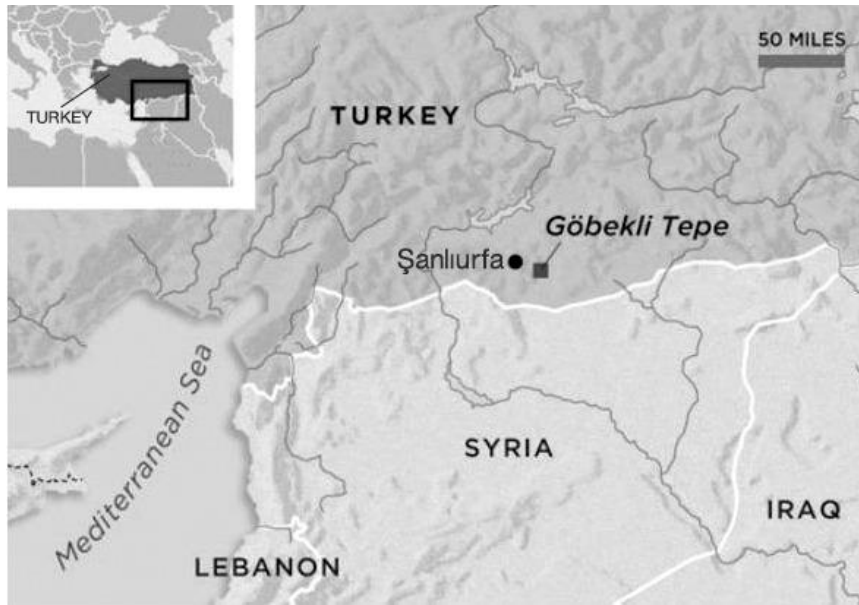 TURKEY
50 MILES
TURKEY
Göbekli Tepe
Şanlıurfa
Mediterranean Sea
SYRIA
IRAQ
LEBANON